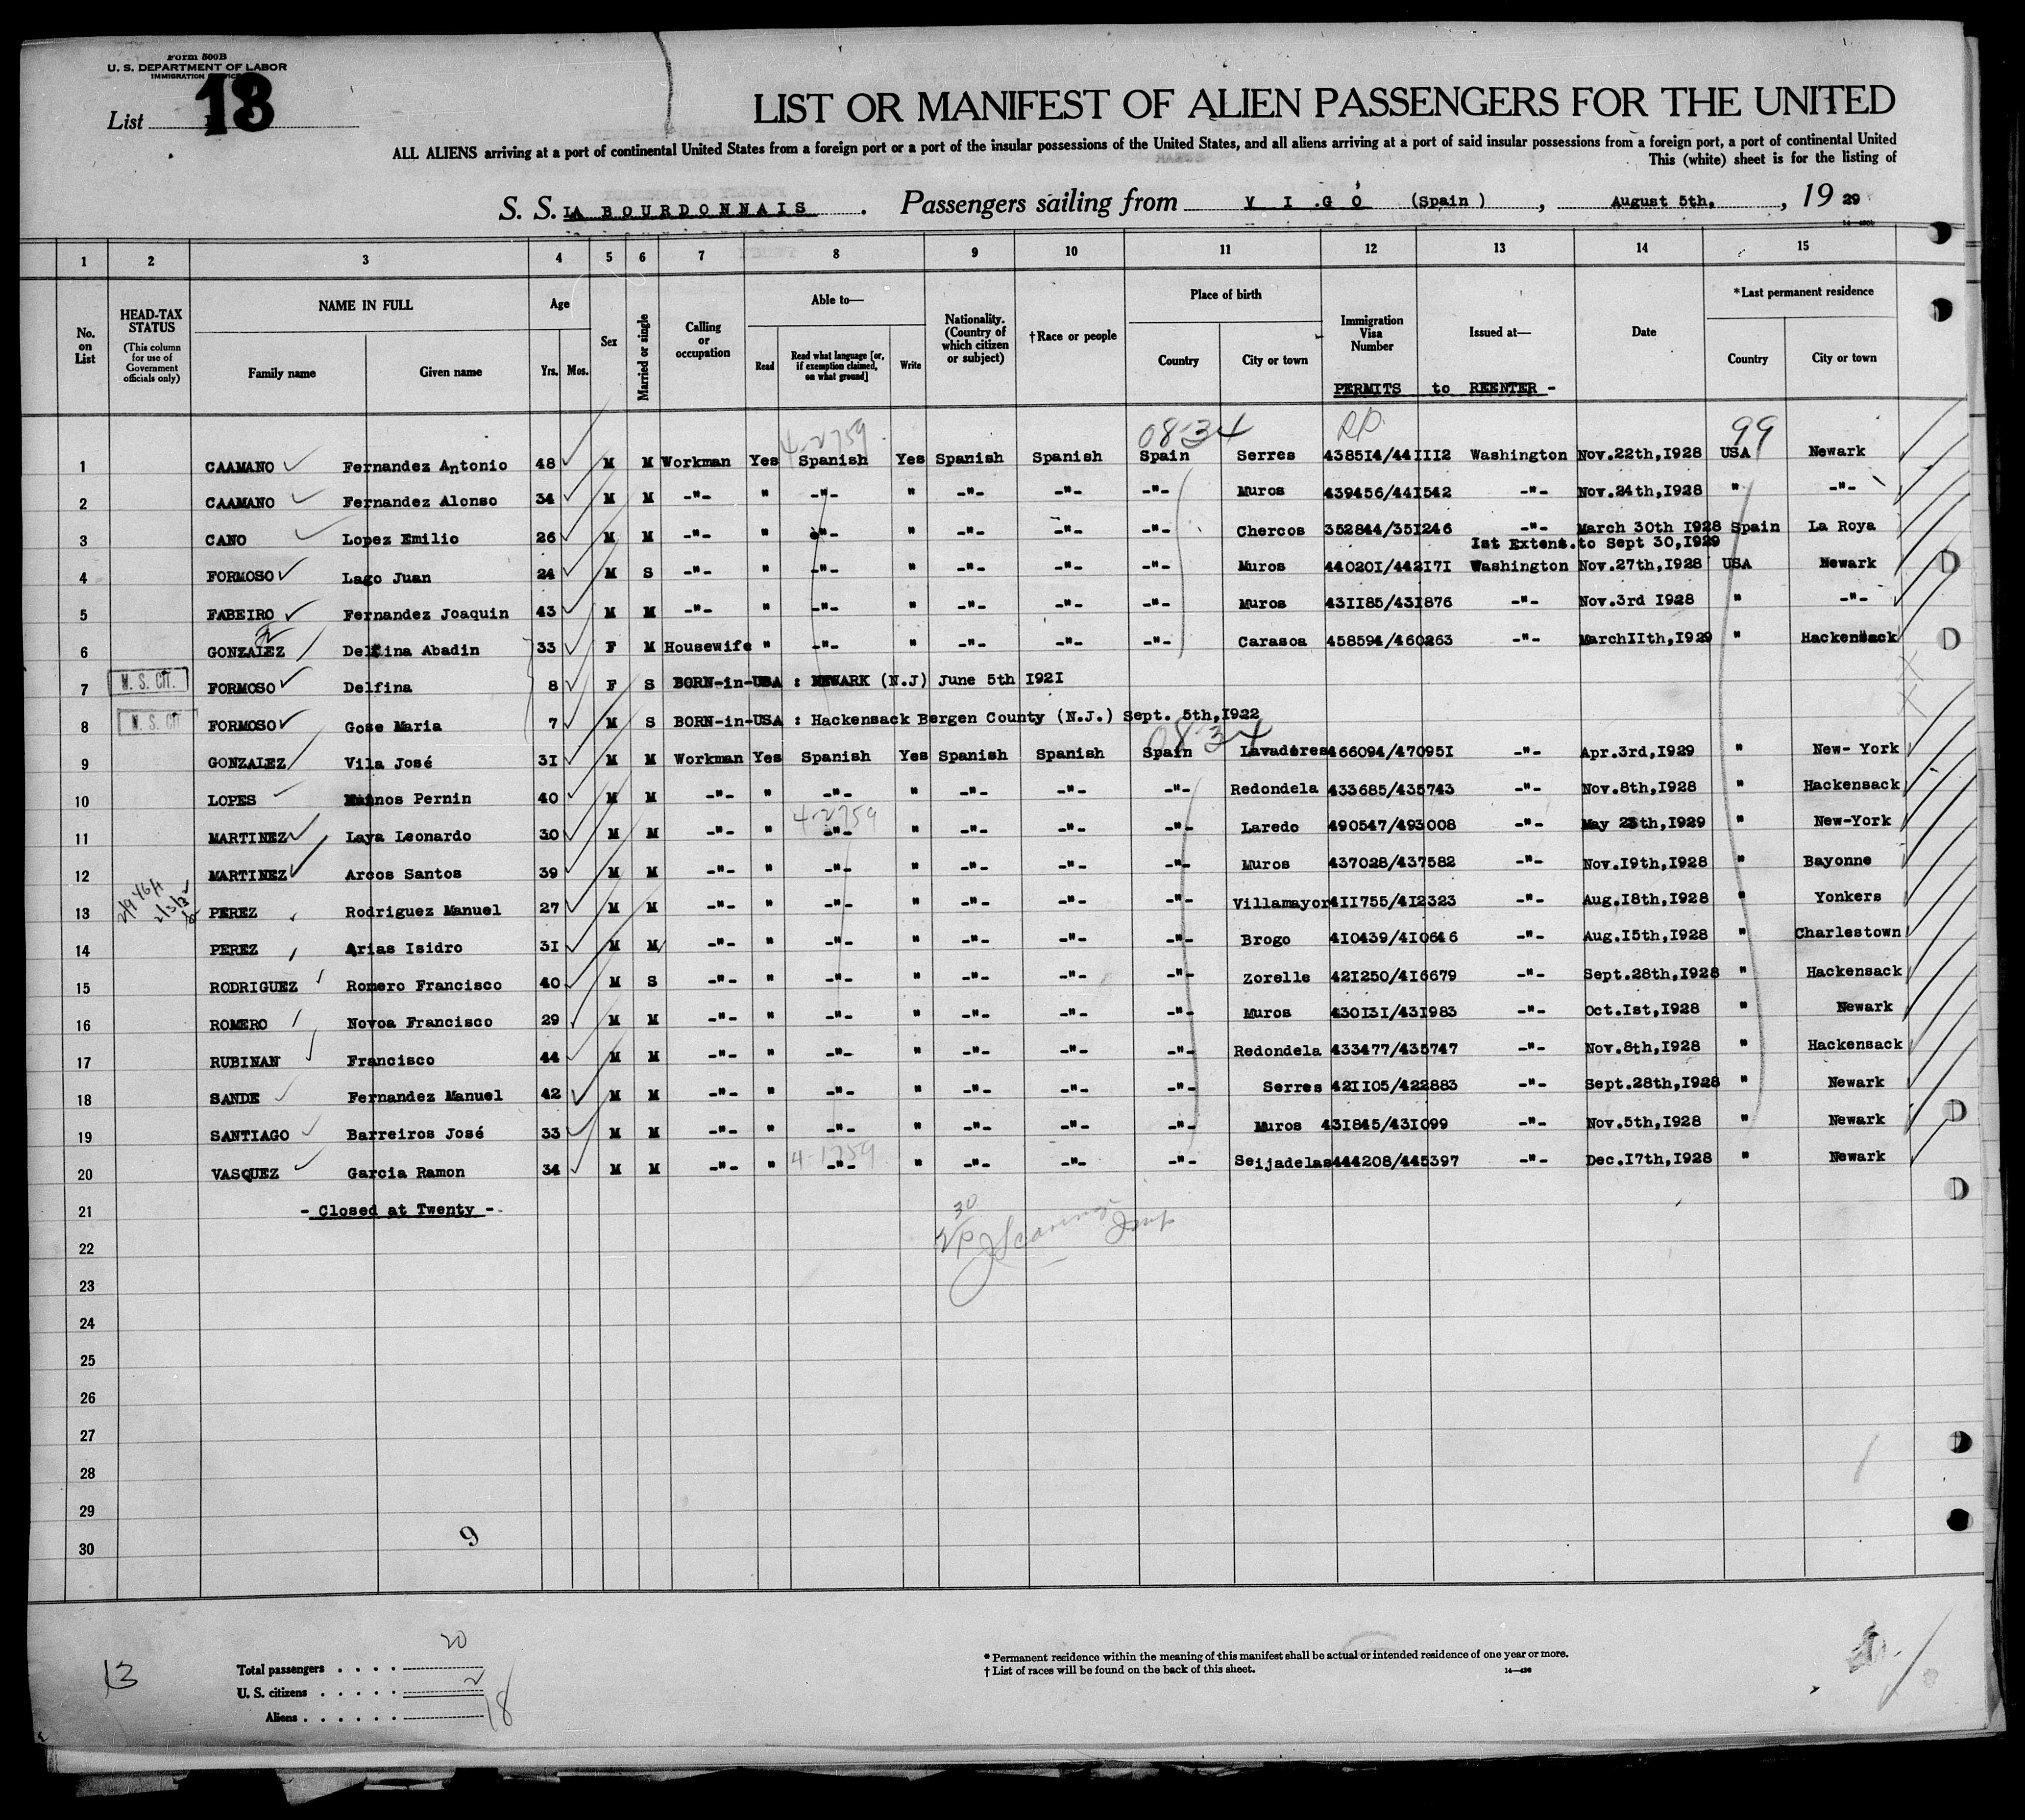 Form 500B
U. S. DEPARTMENT OF LABOR
IMMIGRATION SERVICE
List 13
LIST OR MANIFEST OF ALIEN PASSENGERS FOR THE UNITED
ALL ALIENS arriving at a port of continental United States from a foreign port or a port of the insular possessions of the United States, and all aliens arriving at a port of said insular possessions from a foreign port, a port of continental United
This (white) sheet is for the listing of
S. S. LA BOURDONNAIS . Passengers sailing from V I G O (Spain ) , August 5th, , 19 29
1 2 3 4 5 6 7 8 9 10 11 12 13 14 15
No. on List
HEAD-TAX STATUS (This column for use of Government officials only)
NAME IN FULL
Family name Given name
Age
Yrs. Mos.
Sex
Married or single
Calling or occupation
Able to—
Read Read what language [or, if exemption claimed, on what ground] Write
Nationality. (Country of which citizen or subject)
†Race or people
Place of birth
Country City or town
Immigration Visa Number
Issued at—
Date
*Last permanent residence
Country City or town
PERMITS to REENTER -
4-2759 0834 RP. 99
1 CAAMANO Fernandez Antonio 48 M M Workman Yes Spanish Yes Spanish Spanish Spain Serres 438514/441112 Washington Nov.22th,1928 USA Newark
2 CAAMANO Fernandez Alonso 34 M M -"- " -"- " -"- -"- -"- Muros 439456/441542 -"- Nov.24th,1928 " -"-
3 CANO Lopez Emilio 26 M M -"- " -"- " -"- -"- -"- Chercos 352844/351246 -"- March 30th 1928 Spain La Roya
1st Extens.to Sept 30,1929
4 FORMOSO Lago Juan 24 M S -"- " -"- " -"- -"- -"- Muros 440201/442171 Washington Nov.27th,1928 USA Newark
5 FABEIRO Fernandez Joaquin 43 M M -"- " -"- " -"- -"- -"- Muros 431185/431876 -"- Nov.3rd 1928 " -"-
6 GONZALEZ Delfina Abadin 33 F M Housewife " -"- " -"- -"- -"- Carasoa 458594/460263 -"- March11th,1929 " Hackensack
7 U. S. CIT. FORMOSO Delfina 8 F S BORN-in-USA : NEWARK (N.J) June 5th 1921
8 U. S. CIT FORMOSO Gose Maria 7 M S BORN-in-USA : Hackensack Bergen County (N.J.) Sept. 5th,1922
0834
9 GONZALEZ Vila José 31 M M Workman Yes Spanish Yes Spanish Spanish Spain Lavadores 466094/470951 -"- Apr.3rd,1929 " New- York
10 LOPES Muinos Pernin 40 M M -"- " -"- " -"- -"- -"- Redondela 433685/435743 -"- Nov.8th,1928 " Hackensack
4-2759
11 MARTINEZ Laya Leonardo 30 M M -"- " -"- " -"- -"- -"- Laredo 490547/493008 -"- May 25th,1929 " New-York
12 MARTINEZ Arcos Santos 39 M M -"- " -"- " -"- -"- -"- Muros 437028/437582 -"- Nov.19th,1928 " Bayonne
13 PEREZ Rodriguez Manuel 27 M M -"- " -"- " -"- -"- -"- Villamayor 411755/412323 -"- Aug.18th,1928 " Yonkers
14 PEREZ Arias Isidro 31 M M -"- " -"- " -"- -"- -"- Brogo 410439/410646 -"- Aug.15th,1928 " Charlestown
15 RODRIGUEZ Romero Francisco 40 M S -"- " -"- " -"- -"- -"- Zorelle 421250/416679 -"- Sept.28th,1928 " Hackensack
16 ROMERO Novoa Francisco 29 M M -"- " -"- " -"- -"- -"- Muros 430131/431983 -"- Oct.1st,1928 " Newark
17 RUBINAN Francisco 44 M M -"- " -"- " -"- -"- -"- Redondela 433477/435747 -"- Nov.8th,1928 " Hackensack
18 SANDE Fernandez Manuel 42 M M -"- " -"- " -"- -"- -"- Serres 421105/422883 -"- Sept.28th,1928 " Newark
19 SANTIAGO Barreiros José 33 M M -"- " -"- " -"- -"- -"- Muros 431845/431099 -"- Nov.5th,1928 " Newark
4-1759
20 VASQUEZ Garcia Ramon 34 M M -"- " -"- " -"- -"- -"- Seijadelas 444208/445397 -"- Dec.17th,1928 " Newark
21 - Closed at Twenty -
30
22
23
24
25
26
27
28
29
30
9
20
13
Total passengers . . . .
U. S. citizens . . . . . 2
Aliens . . . . . . 18
* Permanent residence within the meaning of this manifest shall be actual or intended residence of one year or more.
† List of races will be found on the back of this sheet. 14—430